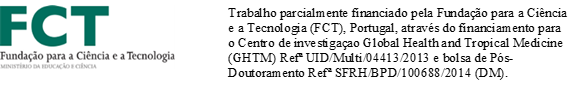 FCT
Fundação para a Ciência e a Tecnologia
MINISTÉRIO DA EDUCAÇÃO E CIÊNCIA
Trabalho parcialmente financiado pela Fundação para a Ciência
e a Tecnologia (FCT), Portugal, através do financiamento para
o Centro de investigaçao Global Health and Tropical Medicine
(GHTM) Refª UID/Multi/04413/2013 e bolsa de Pós-
Doutoramento Refª SFRH/BPD/100688/2014 (DM).